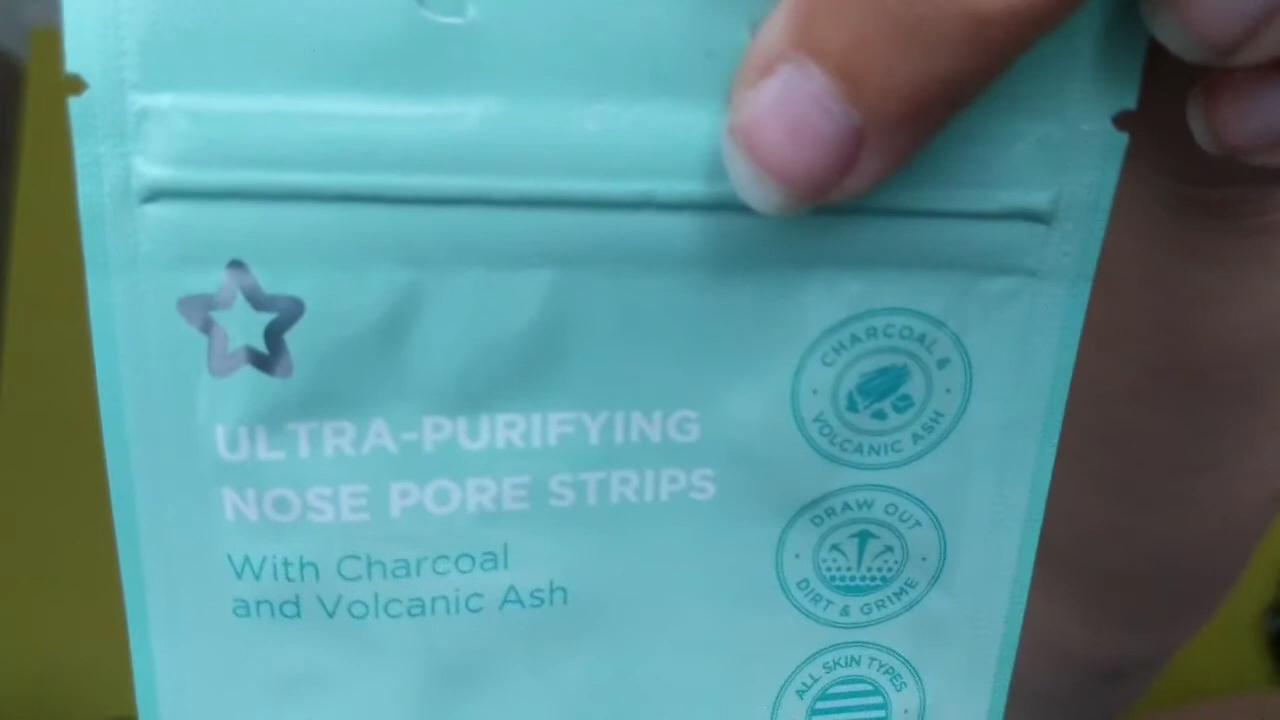 ULTRA-PURIFYING
NOSE PORE STRIPS
With Charcoal
and Volcanic Ash
CHARCOAL &
VOLCANIC ASH
DRAW OUT
DIRT & GRIME
ALL SKIN TYPES